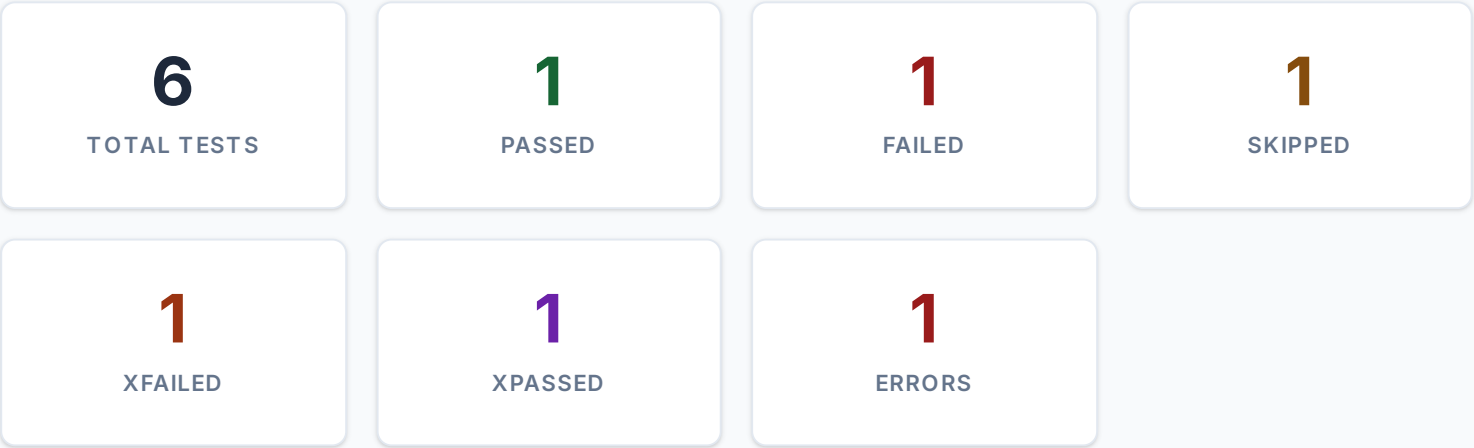 6 1 1 1
TOTAL TESTS PASSED FAILED SKIPPED
1 1 1
XFAILED XPASSED ERRORS